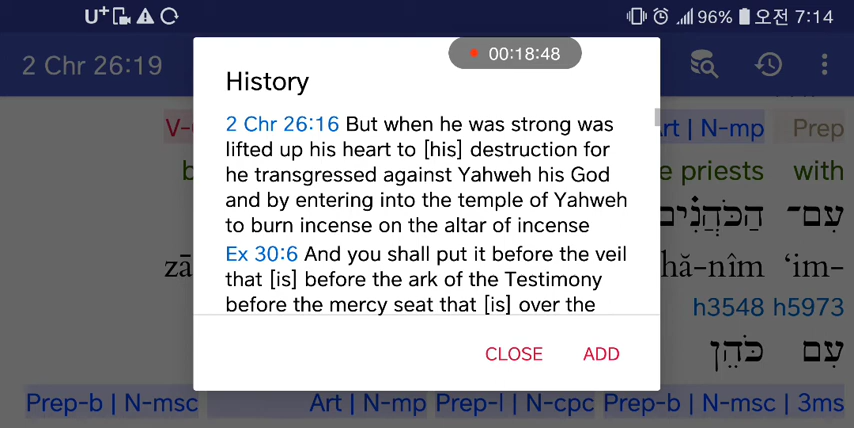 U+ 96% 오전 7:14
00:18:48
2 Chr 26:19
History
2 Chr 26:16 But when he was strong was
lifted up his heart to [his] destruction for
he transgressed against Yahweh his God
and by entering into the temple of Yahweh
to burn incense on the altar of incense
Ex 30:6 And you shall put it before the veil
that [is] before the ark of the Testimony
before the mercy seat that [is] over the
CLOSE ADD
V- rt | N-mp Prep
b e priests with
עִם־ הַכֹּהֲנִ֗ים
zā hă-nîm ‘im-
h3548 h5973
עִם כֹּהֵן
Prep-b | N-msc Art | N-mp Prep-l | N-cpc Prep-b | N-msc | 3ms